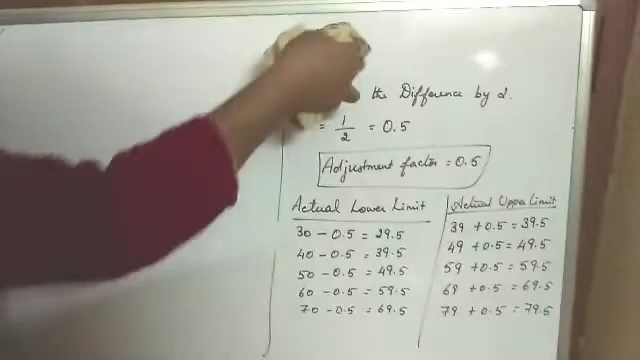 the Difference by 2.
= 1/2 = 0.5
Adjustment factor = 0.5
Actual Lower Limit
30 - 0.5 = 29.5
40 - 0.5 = 39.5
50 - 0.5 = 49.5
60 - 0.5 = 59.5
70 - 0.5 = 69.5
Actual Upper Limit
39 + 0.5 = 39.5
49 + 0.5 = 49.5
59 + 0.5 = 59.5
69 + 0.5 = 69.5
79 + 0.5 = 79.5